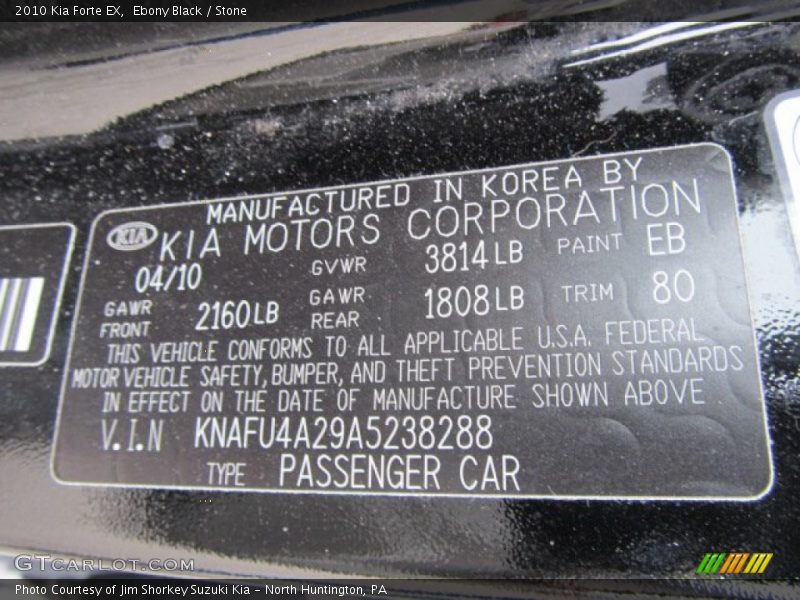 2010 Kia Forte EX,  Ebony Black / Stone
MANUFACTURED IN KOREA BY
KIA KIA MOTORS CORPORATION
04/10 GVWR 3814LB PAINT EB
GAWR FRONT 2160LB GAWR REAR 1808LB TRIM 80
THIS VEHICLE CONFORMS TO ALL APPLICABLE U.S.A. FEDERAL
MOTOR VEHICLE SAFETY, BUMPER, AND THEFT PREVENTION STANDARDS
IN EFFECT ON THE DATE OF MANUFACTURE SHOWN ABOVE
V.I.N KNAFU4A29A5238288
TYPE PASSENGER CAR
GTCARLOT.COM
Photo Courtesy of Jim Shorkey Suzuki Kia - North Huntington, PA